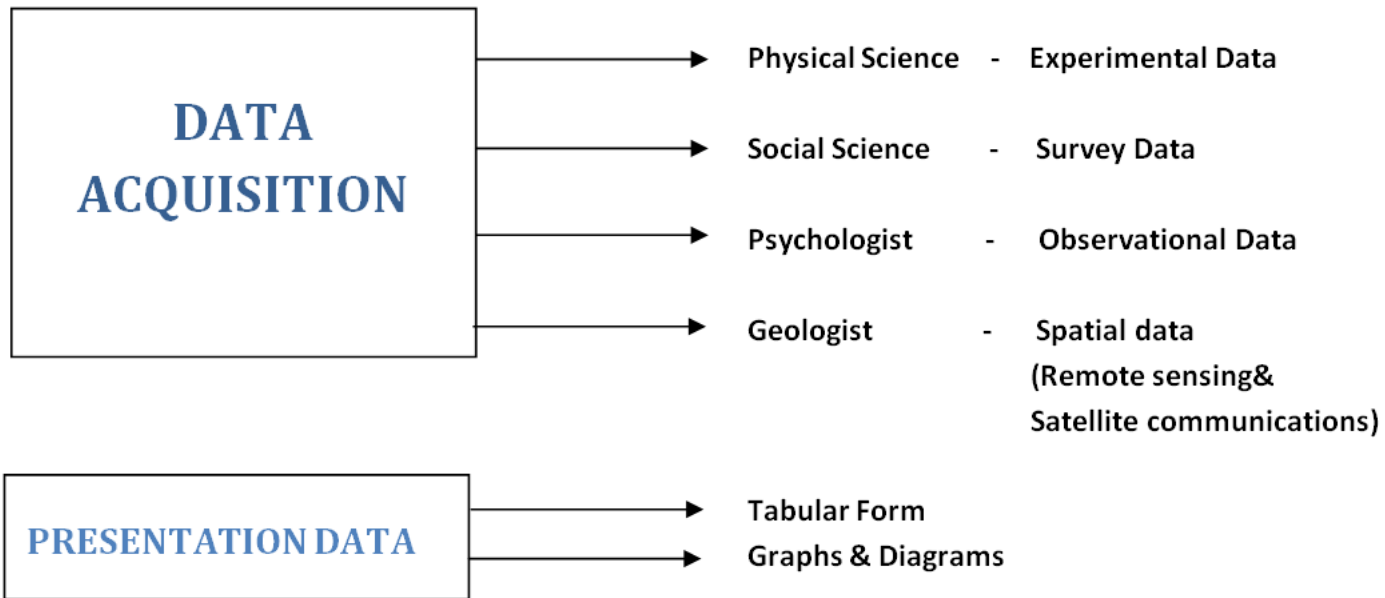 DATA
ACQUISITION
Physical Science - Experimental Data
Social Science - Survey Data
Psychologist - Observational Data
Geologist - Spatial data
(Remote sensing&
Satellite communications)
PRESENTATION DATA
Tabular Form
Graphs & Diagrams